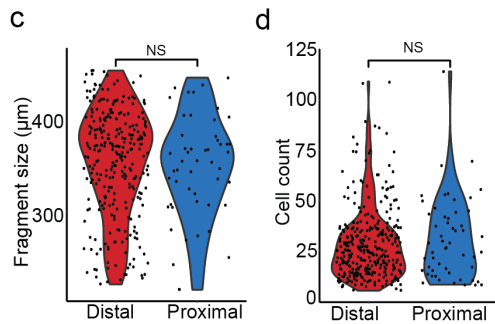 c
NS
Fragment size (µm)
400
300
Distal
Proximal
d
NS
Cell count
125
100
75
50
25
0
Distal
Proximal